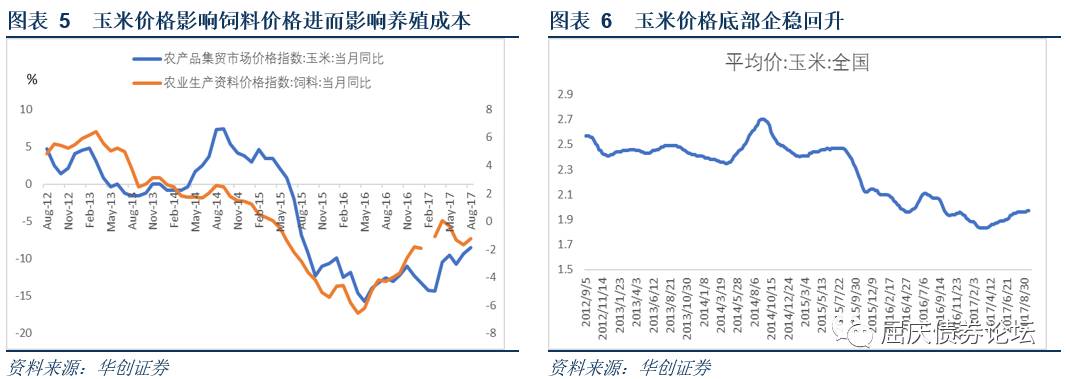 图表 5 玉米价格影响饲料价格进而影响养殖成本
农产品集贸市场价格指数:玉米:当月同比
农业生产资料价格指数:饲料:当月同比
%
10
5
0
-5
-10
-15
-20
8
6
4
2
0
-2
-4
-6
-8
Aug-12
Nov-12
Feb-13
May-13
Aug-13
Nov-13
Feb-14
May-14
Aug-14
Nov-14
Feb-15
May-15
Aug-15
Nov-15
Feb-16
May-16
Aug-16
Nov-16
Feb-17
May-17
Aug-17
资料来源：华创证券
图表 6 玉米价格底部企稳回升
平均价:玉米:全国
2.9
2.7
2.5
2.3
2.1
1.9
1.7
1.5
2012/9/5
2012/11/14
2013/1/23
2013/4/3
2013/6/12
2013/8/21
2013/10/30
2014/1/8
2014/3/19
2014/5/28
2014/8/6
2014/10/15
2014/12/24
2015/3/4
2015/5/13
2015/7/22
2015/9/30
2015/12/9
2016/2/17
2016/4/27
2016/7/6
2016/9/14
2016/11/23
2017/2/3
2017/4/12
2017/6/21
2017/8/30
屈庆债券论坛
资料来源：华创证券